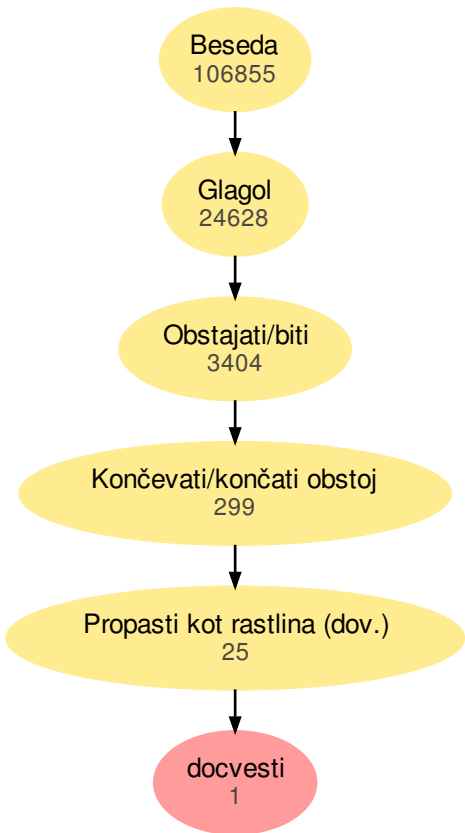 Beseda
106855
Glagol
24628
Obstajati/biti
3404
Končevati/končati obstoj
299
Propasti kot rastlina (dov.)
25
docvesti
1